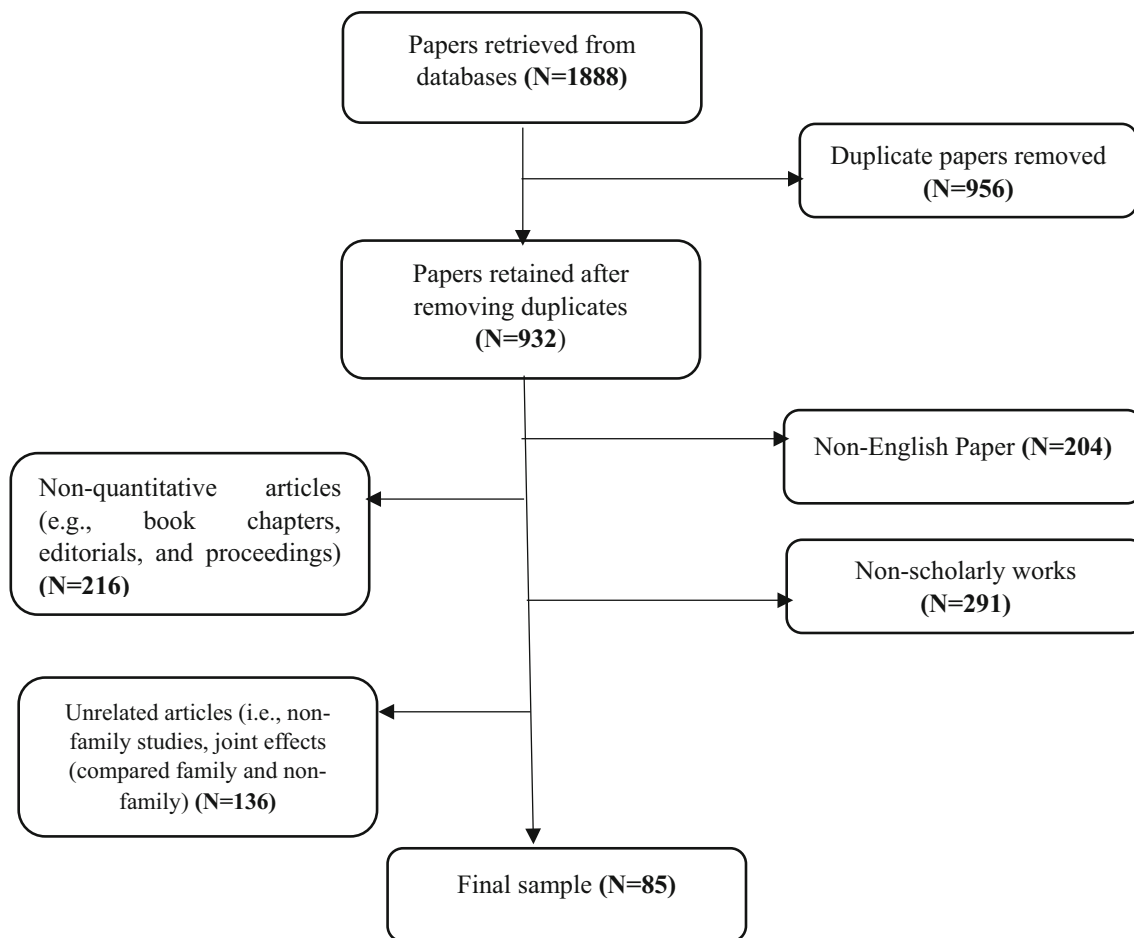 Papers retrieved from
databases (N=1888)
Duplicate papers removed
(N=956)
Papers retained after
removing duplicates
(N=932)
Non-English Paper (N=204)
Non-quantitative articles
(e.g., book chapters,
editorials, and proceedings)
(N=216)
Non-scholarly works
(N=291)
Unrelated articles (i.e., non-
family studies, joint effects
(compared family and non-
family) (N=136)
Final sample (N=85)